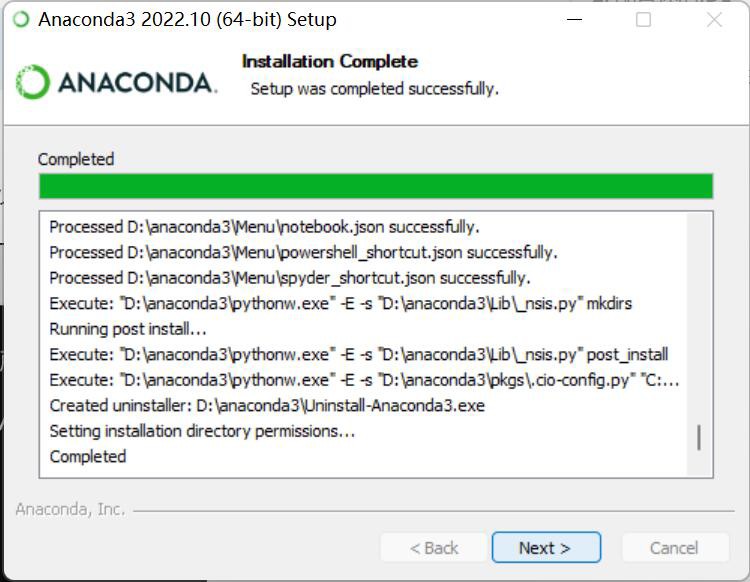 Anaconda3 2022.10 (64-bit) Setup
ANACONDA.
Installation Complete
Setup was completed successfully.
Completed
Processed D:\anaconda3\Menu\notebook.json successfully.
Processed D:\anaconda3\Menu\powershell_shortcut.json successfully.
Processed D:\anaconda3\Menu\spyder_shortcut.json successfully.
Execute: "D:\anaconda3\pythonw.exe" -E -s "D:\anaconda3\Lib\_nsis.py" mkdirs
Running post install...
Execute: "D:\anaconda3\pythonw.exe" -E -s "D:\anaconda3\Lib\_nsis.py" post_install
Execute: "D:\anaconda3\pythonw.exe" -E -s "D:\anaconda3\pkgs\.cio-config.py" "C:...
Created uninstaller: D:\anaconda3\Uninstall-Anaconda3.exe
Setting installation directory permissions...
Completed
Anaconda, Inc.
< Back Next > Cancel